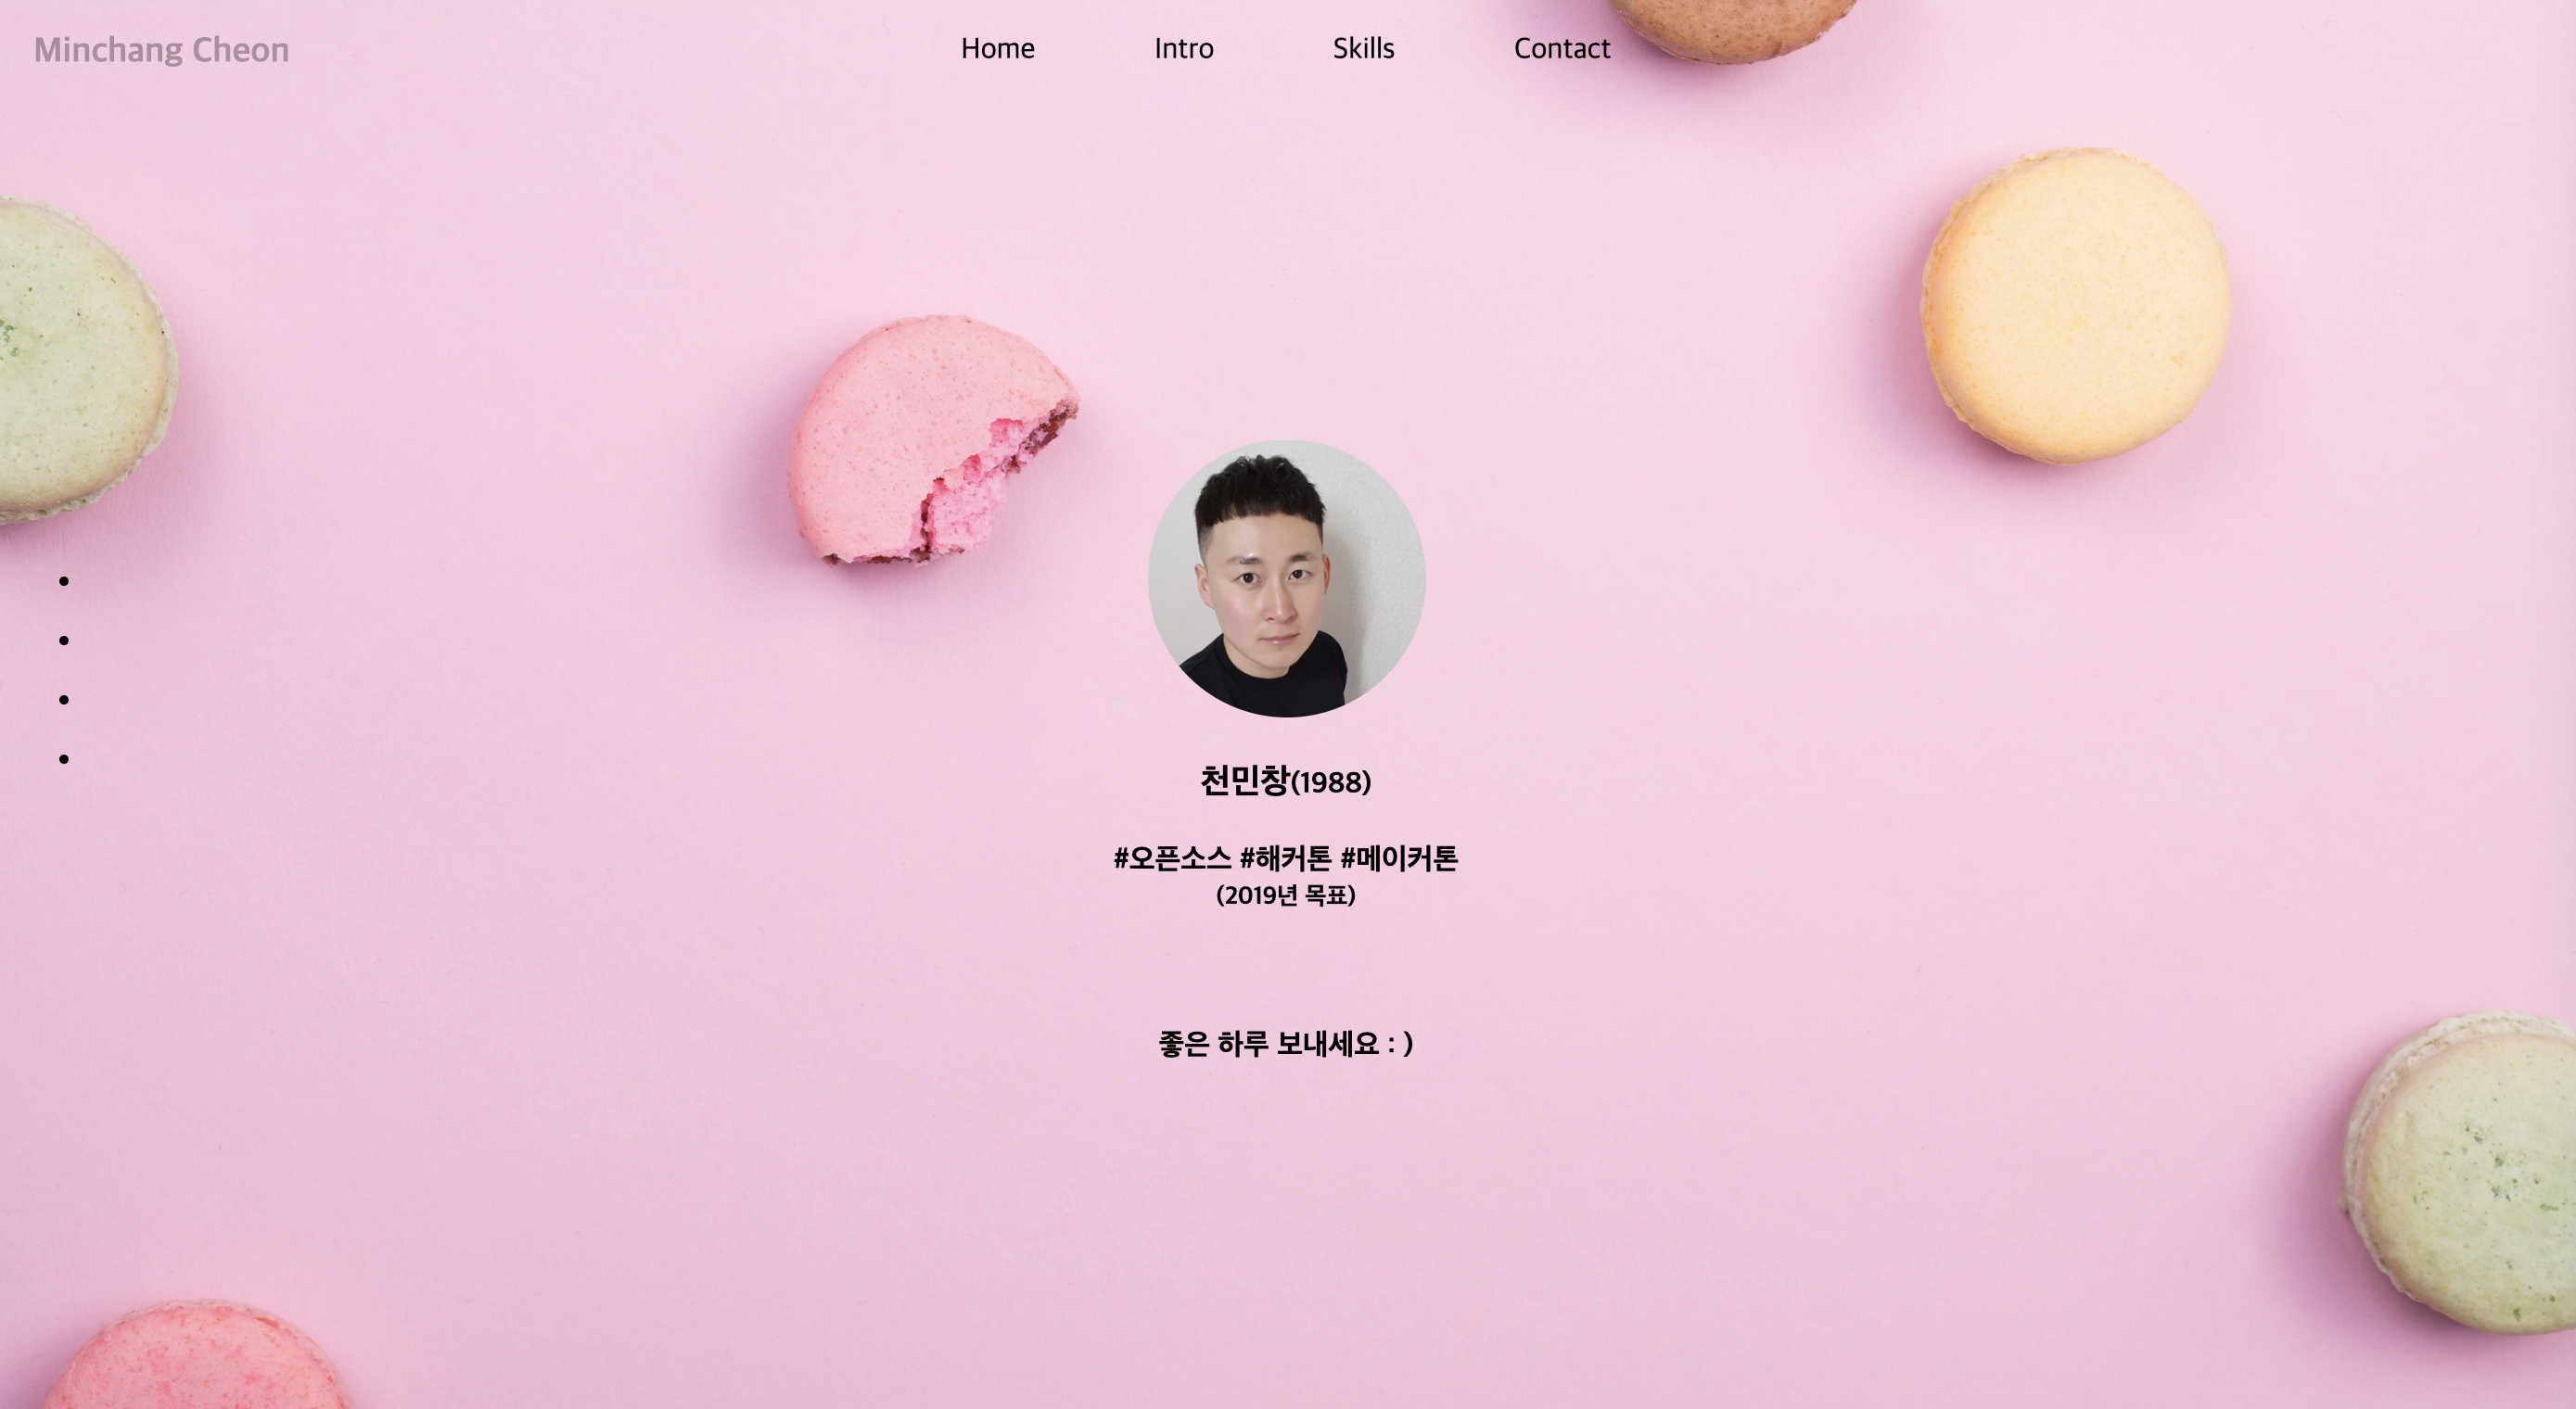 Minchang Cheon
Home Intro Skills Contact
천민창(1988)
#오픈소스 #해커톤 #메이커톤
(2019년 목표)
좋은 하루 보내세요 : )